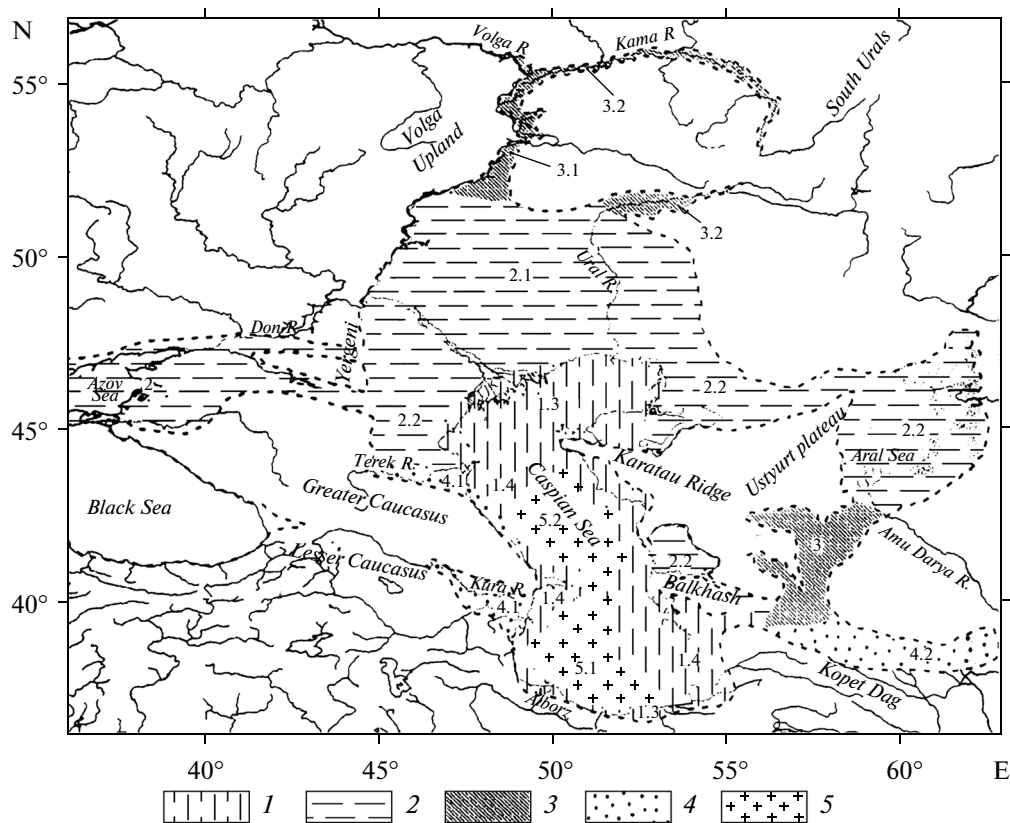 N
Volga R
Kama R
55°
South Urals
3.2
Volga
Upland
3.1
3.2
50°
2.1
Ural R
Don R
Yergeni
Azov
Sea
2
2.2
1.3
2.2
45°
2.2
Terek R
4.1
1.4
Karatau Ridge
Ustyurt plateau
Aral Sea
Black Sea
Greater Caucasus
Caspian Sea
5.2
3
Amu Darya R
Lesser Caucasus
2.2
Kura R
Balkhash
40°
4.1
1.4
5.1
1.4
4.2
Kopet Dag
Alborz
1.3
40°
45°
50°
55°
60°
E
1
2
3
4
5